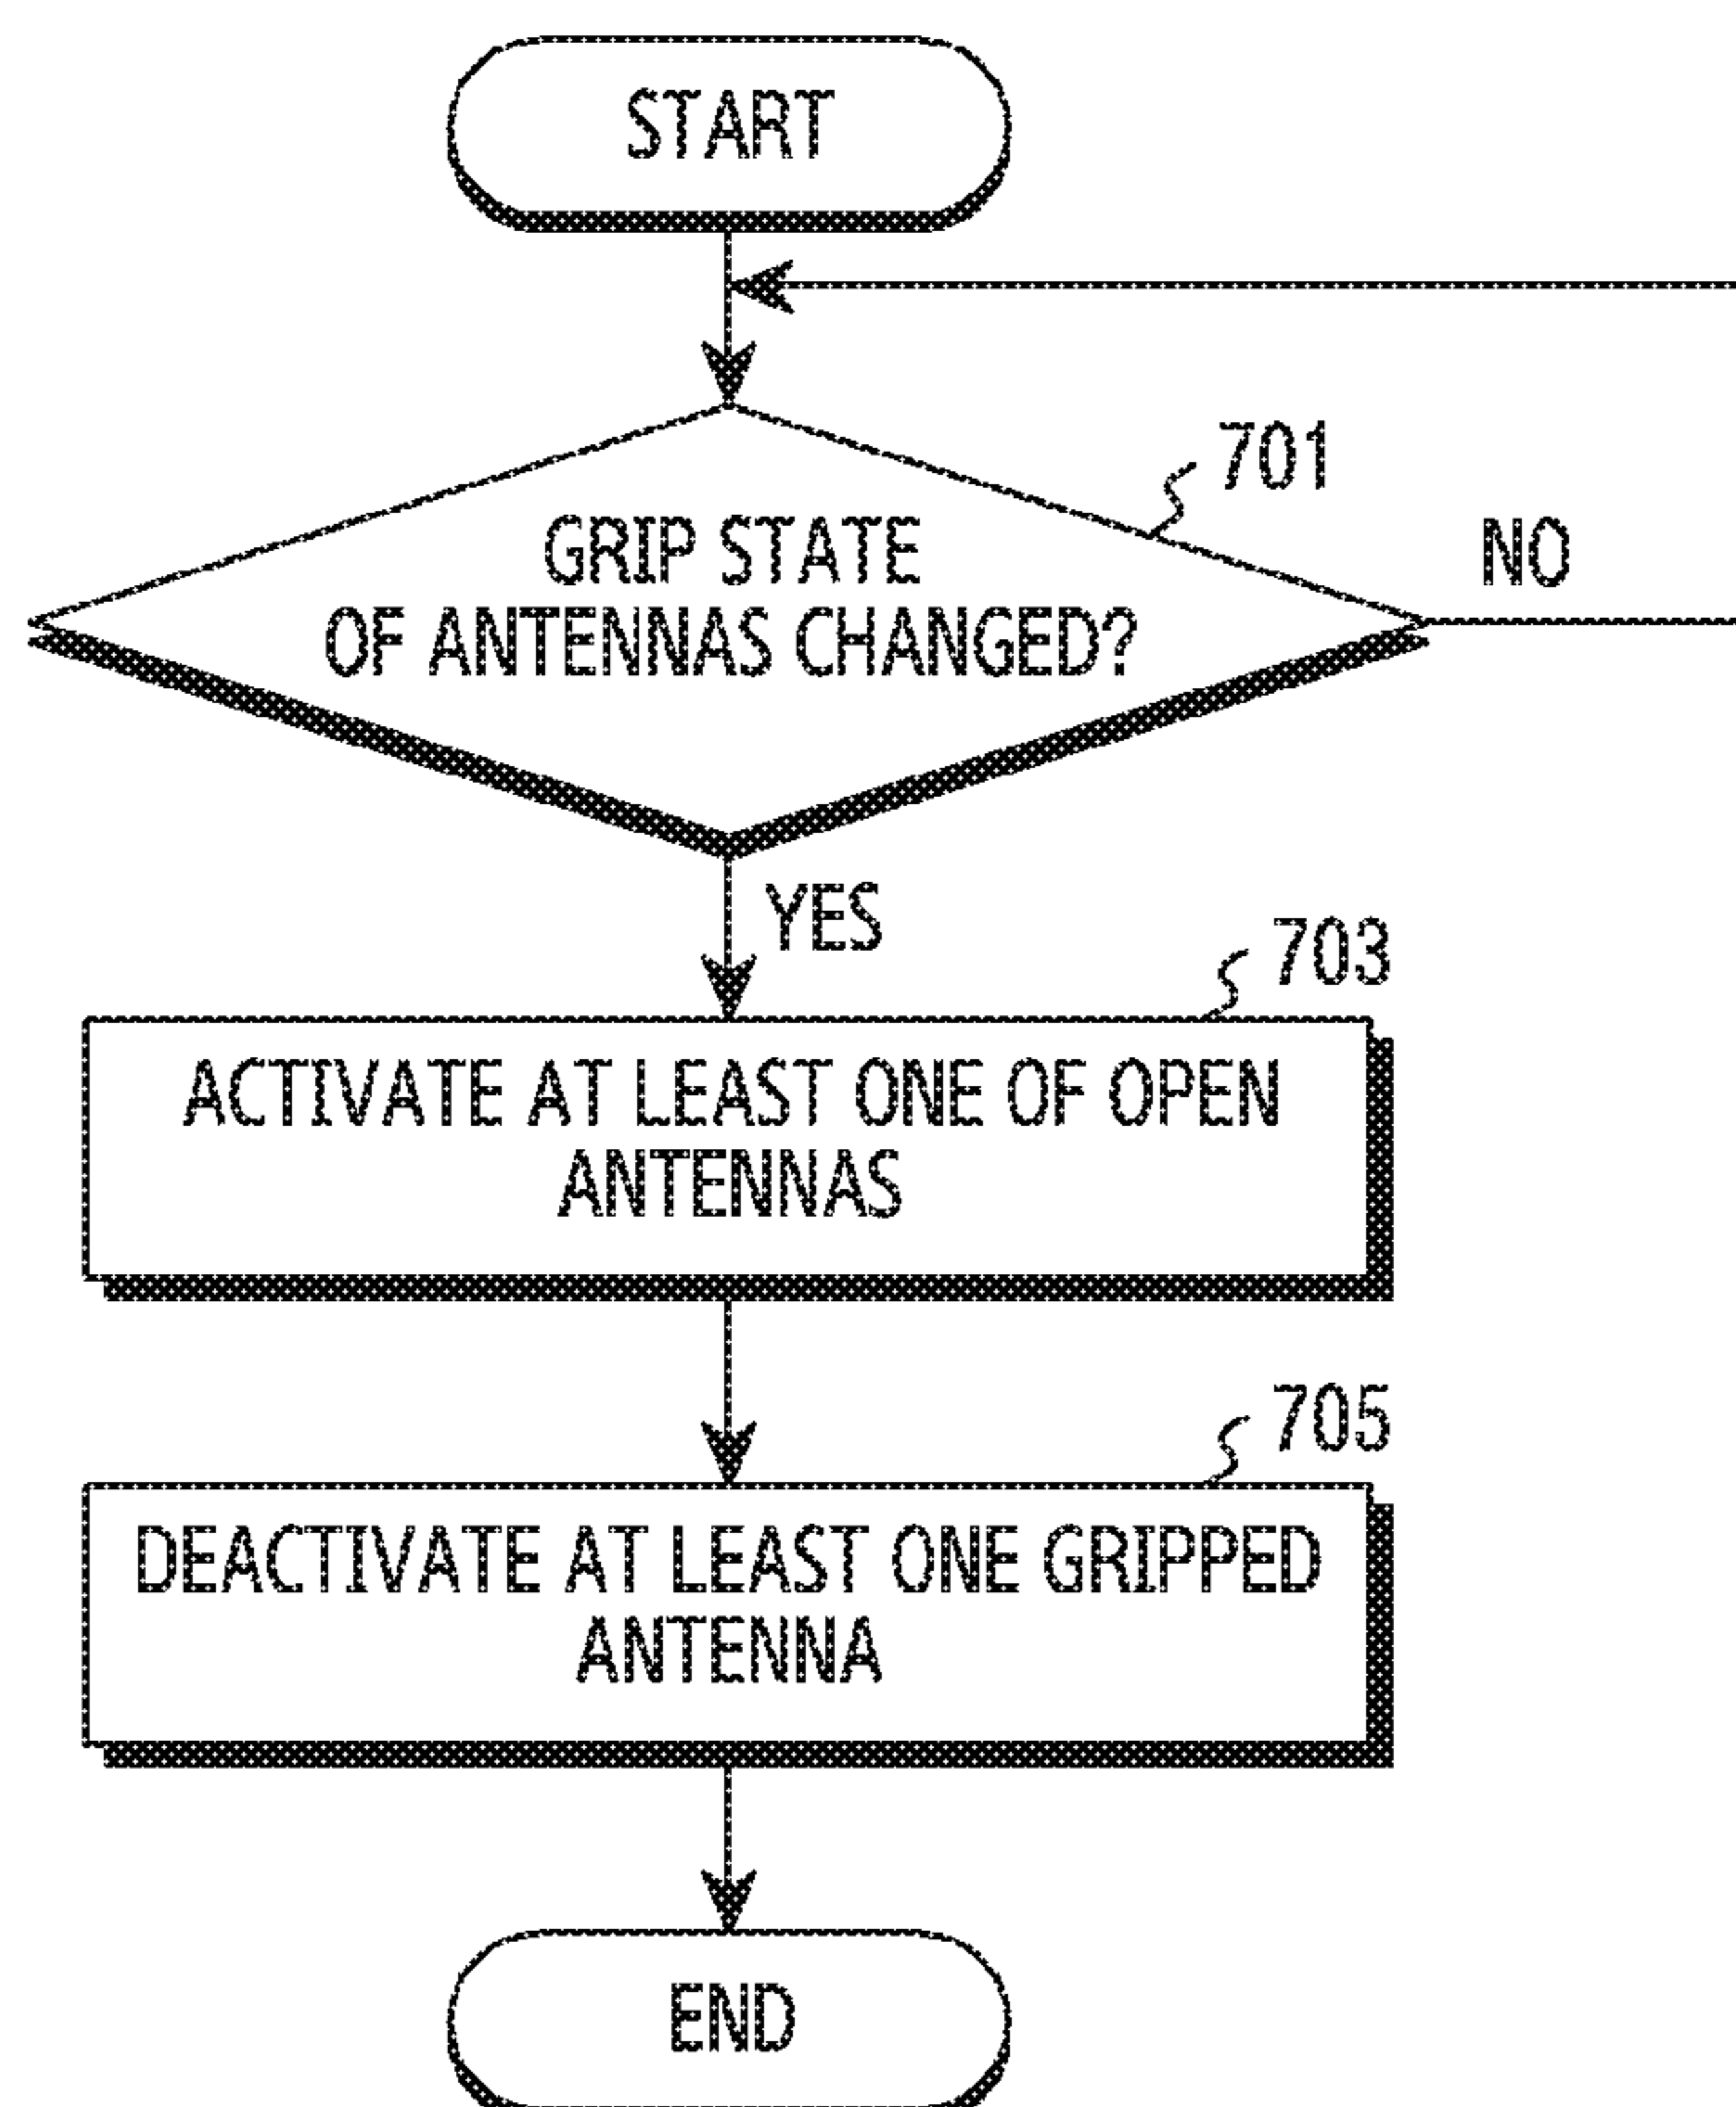 START
701
GRIP STATE
OF ANTENNAS CHANGED?
NO
YES
703
ACTIVATE AT LEAST ONE OF OPEN
ANTENNAS
705
DEACTIVATE AT LEAST ONE GRIPPED
ANTENNA
END